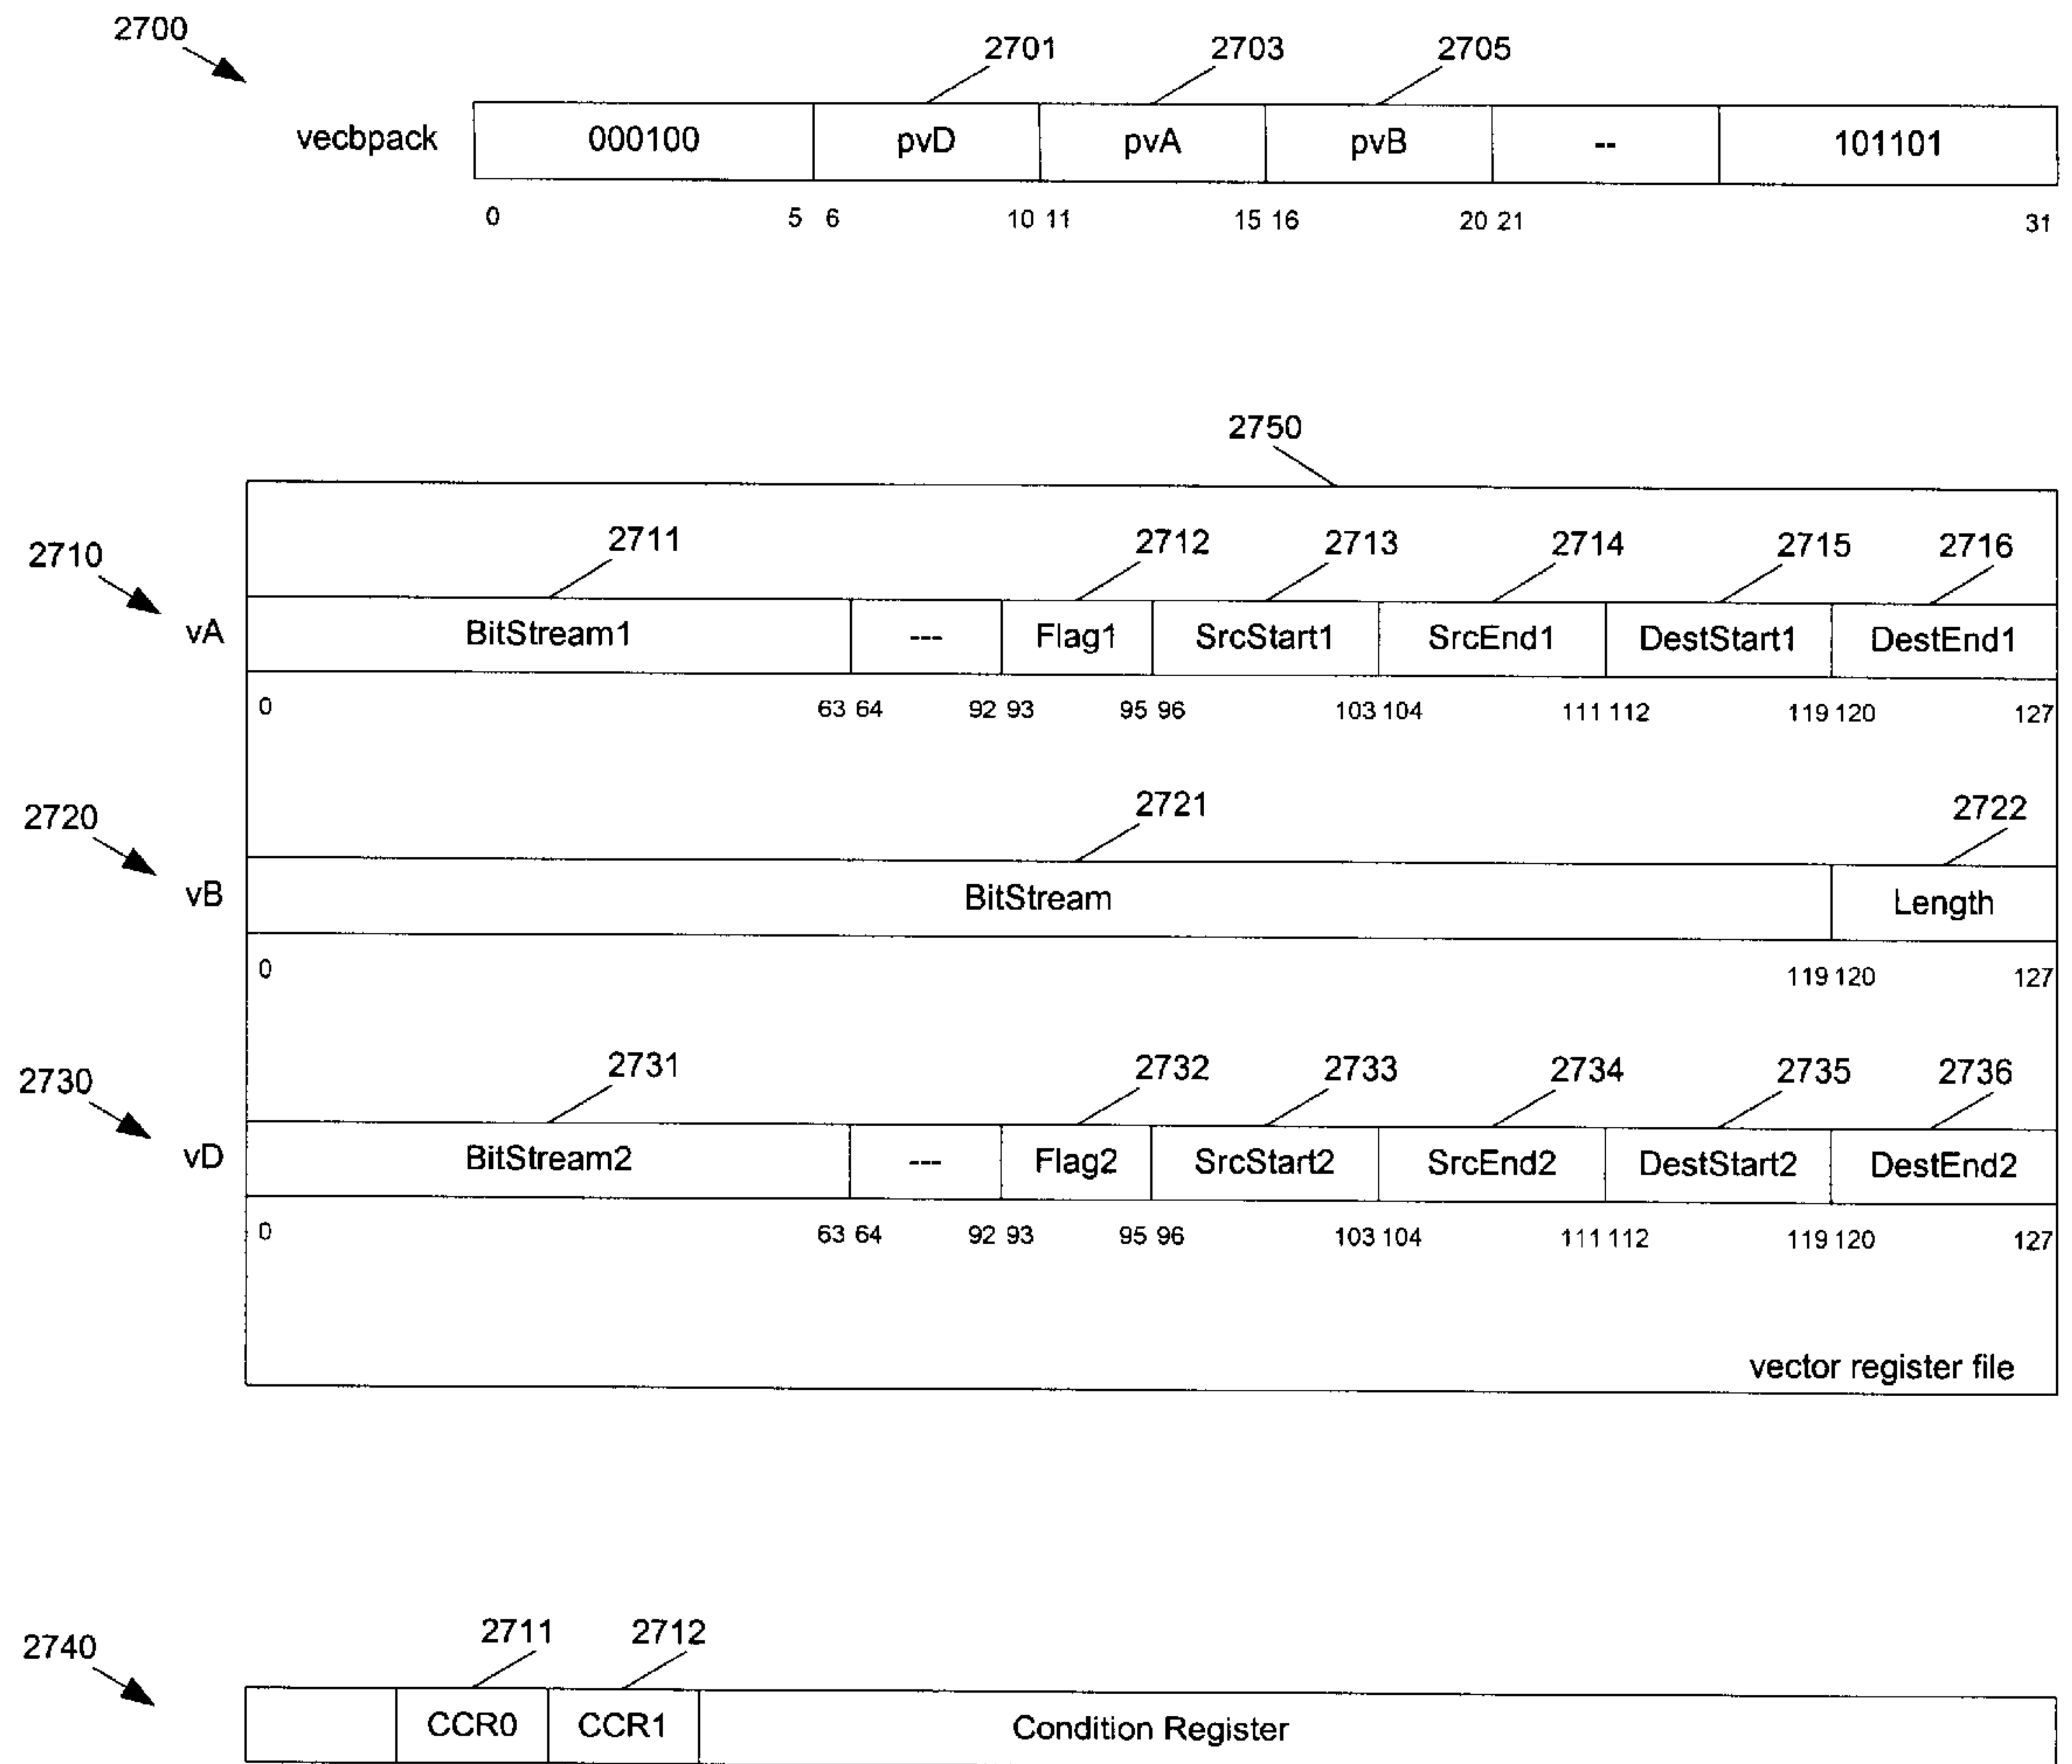 2700
2701 2703 2705
vecbpack 000100 pvD pvA pvB -- 101101
0 5 6 10 11 15 16 20 21 31
2750
2710 2711 2712 2713 2714 2715 2716
vA BitStream1 --- Flag1 SrcStart1 SrcEnd1 DestStart1 DestEnd1
0 63 64 92 93 95 96 103 104 111 112 119 120 127
2720 2721 2722
vB BitStream Length
0 119 120 127
2730 2731 2732 2733 2734 2735 2736
vD BitStream2 --- Flag2 SrcStart2 SrcEnd2 DestStart2 DestEnd2
0 63 64 92 93 95 96 103 104 111 112 119 120 127
vector register file
2740 2711 2712
CCR0 CCR1 Condition Register